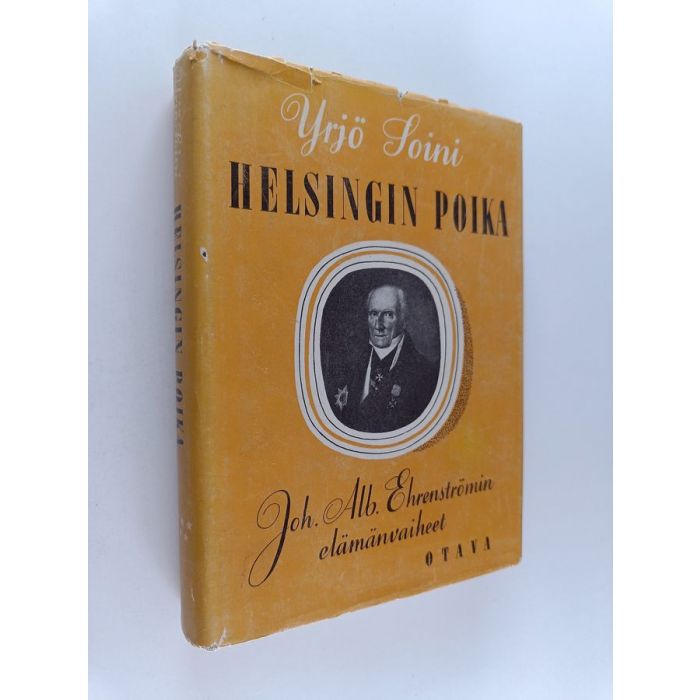 Yrjö Soini
HELSINGIN POIKA
Joh. Alb. Ehrenströmin
elämänvaiheet
OTAVA
HELSINGIN POIKA